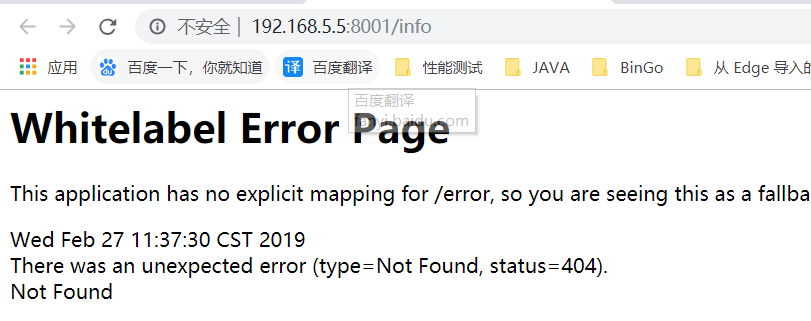 不安全 | 192.168.5.5:8001/info
应用 百度一下，你就知道 译 百度翻译 性能测试 JAVA BinGo 从 Edge 导入的
百度翻译
fanyi.baidu.com
Whitelabel Error Page
This application has no explicit mapping for /error, so you are seeing this as a fallba
Wed Feb 27 11:37:30 CST 2019
There was an unexpected error (type=Not Found, status=404).
Not Found